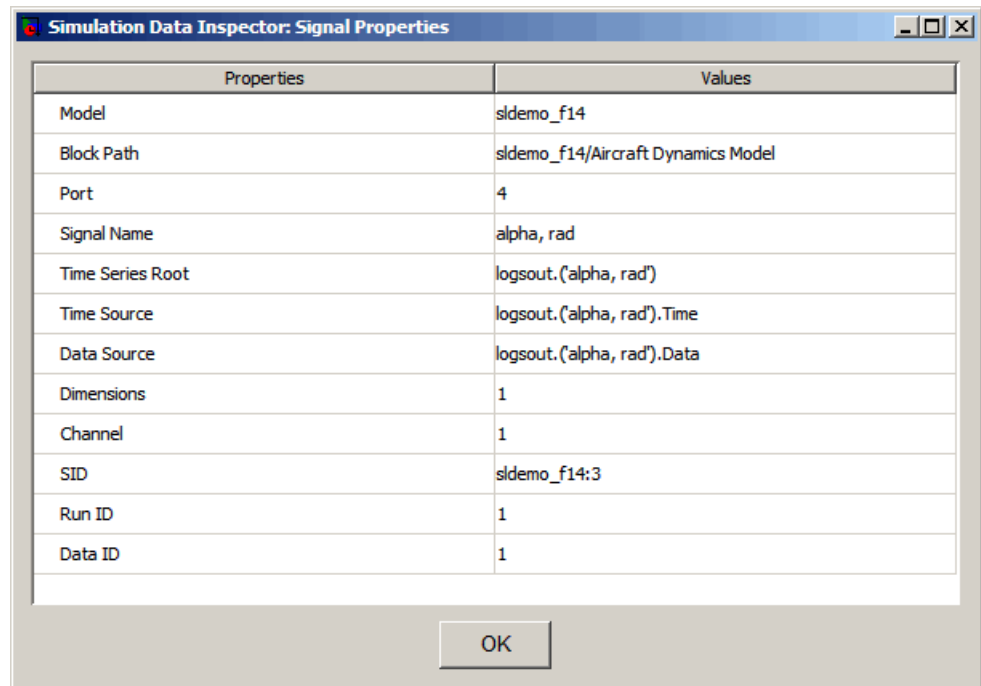 Simulation Data Inspector: Signal Properties
Properties Values
Model sldemo_f14
Block Path sldemo_f14/Aircraft Dynamics Model
Port 4
Signal Name alpha, rad
Time Series Root logsout.('alpha, rad')
Time Source logsout.('alpha, rad').Time
Data Source logsout.('alpha, rad').Data
Dimensions 1
Channel 1
SID sldemo_f14:3
Run ID 1
Data ID 1
OK